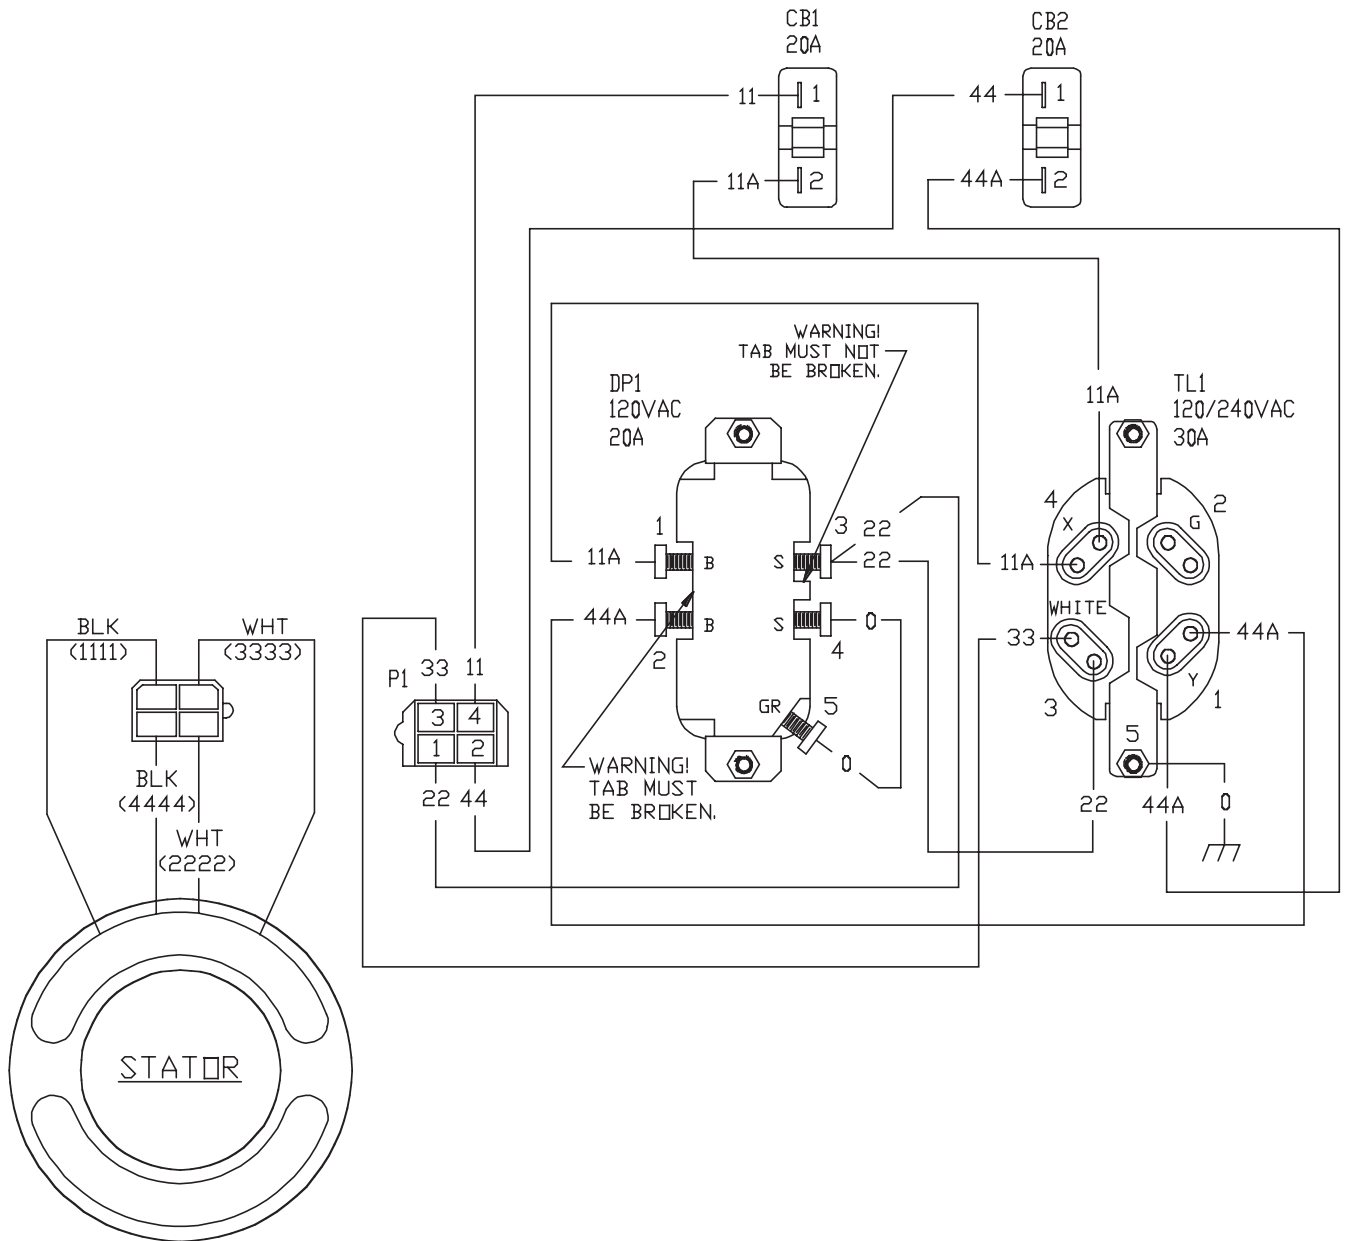 CB1
20A
CB2
20A
11
1
44
1
11A
2
44A
2
WARNING!
TAB MUST NOT
BE BROKEN.
DP1
120VAC
20A
TL1
120/240VAC
30A
11A
4
2
X
G
1
3
22
11A
B
S
22
11A
WHITE
44A
B
S
0
33
44A
2
4
Y
3
1
BLK
(1111)
WHT
(3333)
33
11
P1
3
4
1
2
22
44
GR
5
0
5
WARNING!
TAB MUST
BE BROKEN.
BLK
(4444)
WHT
(2222)
22
44A
0
STATOR